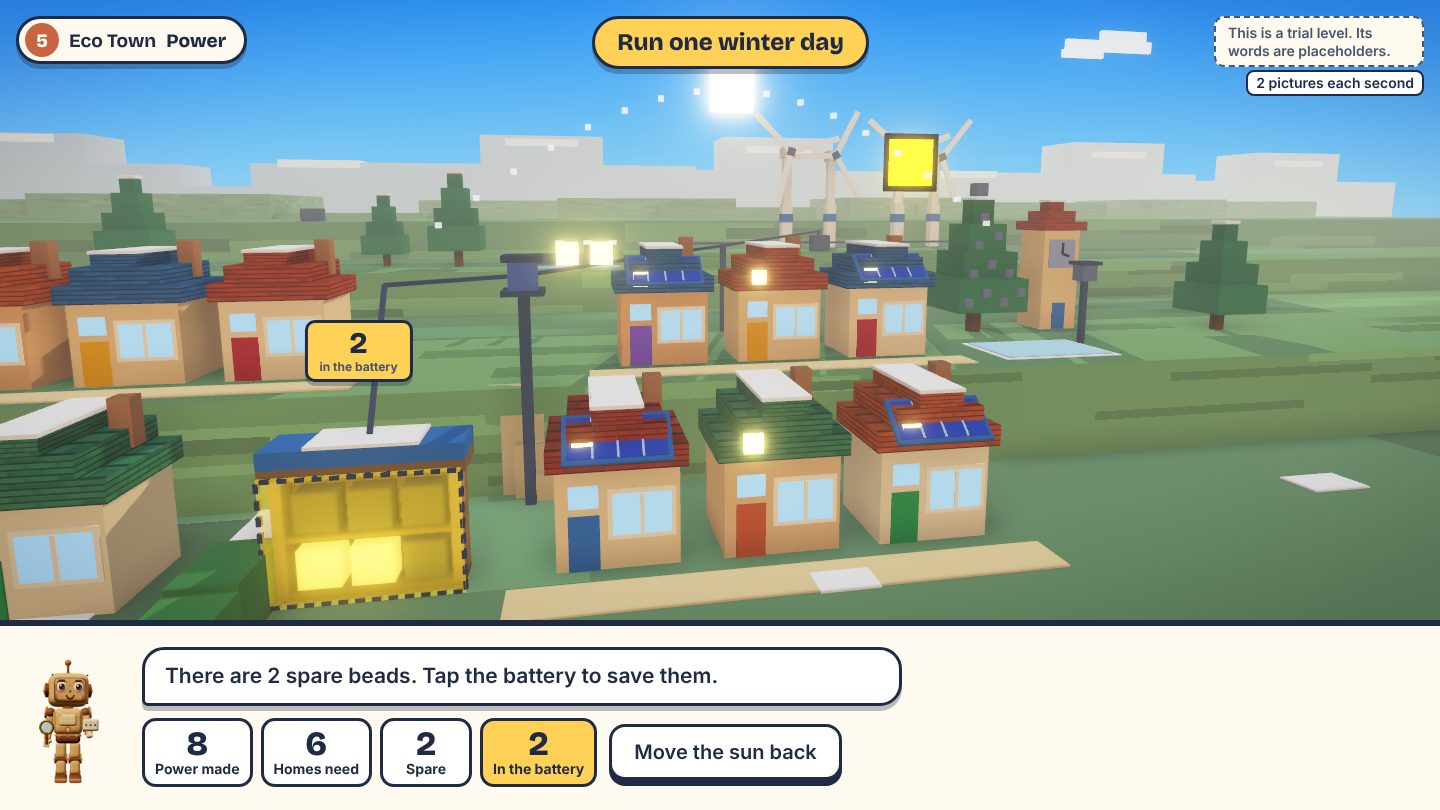 5 Eco Town Power
Run one winter day
This is a trial level. Its
words are placeholders.
2 pictures each second
2
in the battery
There are 2 spare beads. Tap the battery to save them.
8
Power made
6
Homes need
2
Spare
2
In the battery
Move the sun back